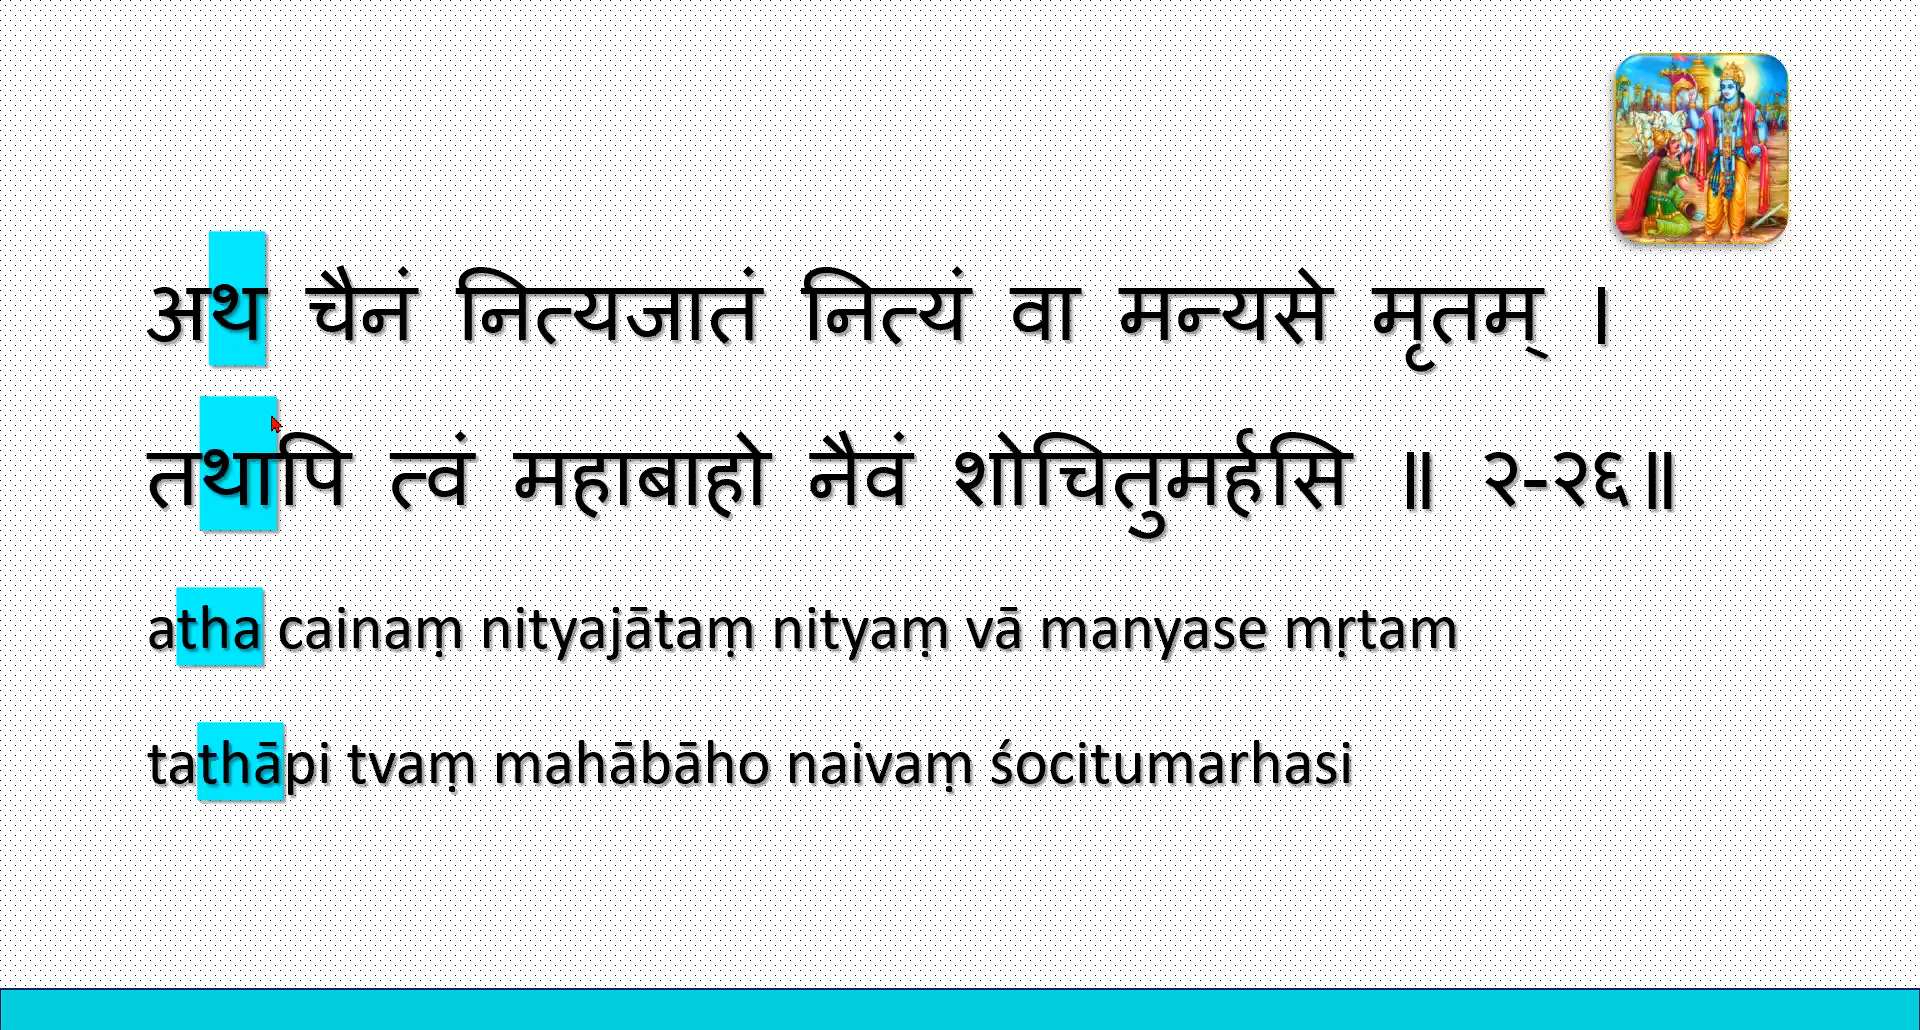 अथ चैनं नित्यजातं नित्यं वा मन्यसे मृतम् ।
तथापि त्वं महाबाहो नैवं शोचितुमर्हसि ॥ २-२६॥
atha cainaṃ nityajātaṃ nityaṃ vā manyase mṛtam
tathāpi tvaṃ mahābāho naivaṃ śocitumarhasi